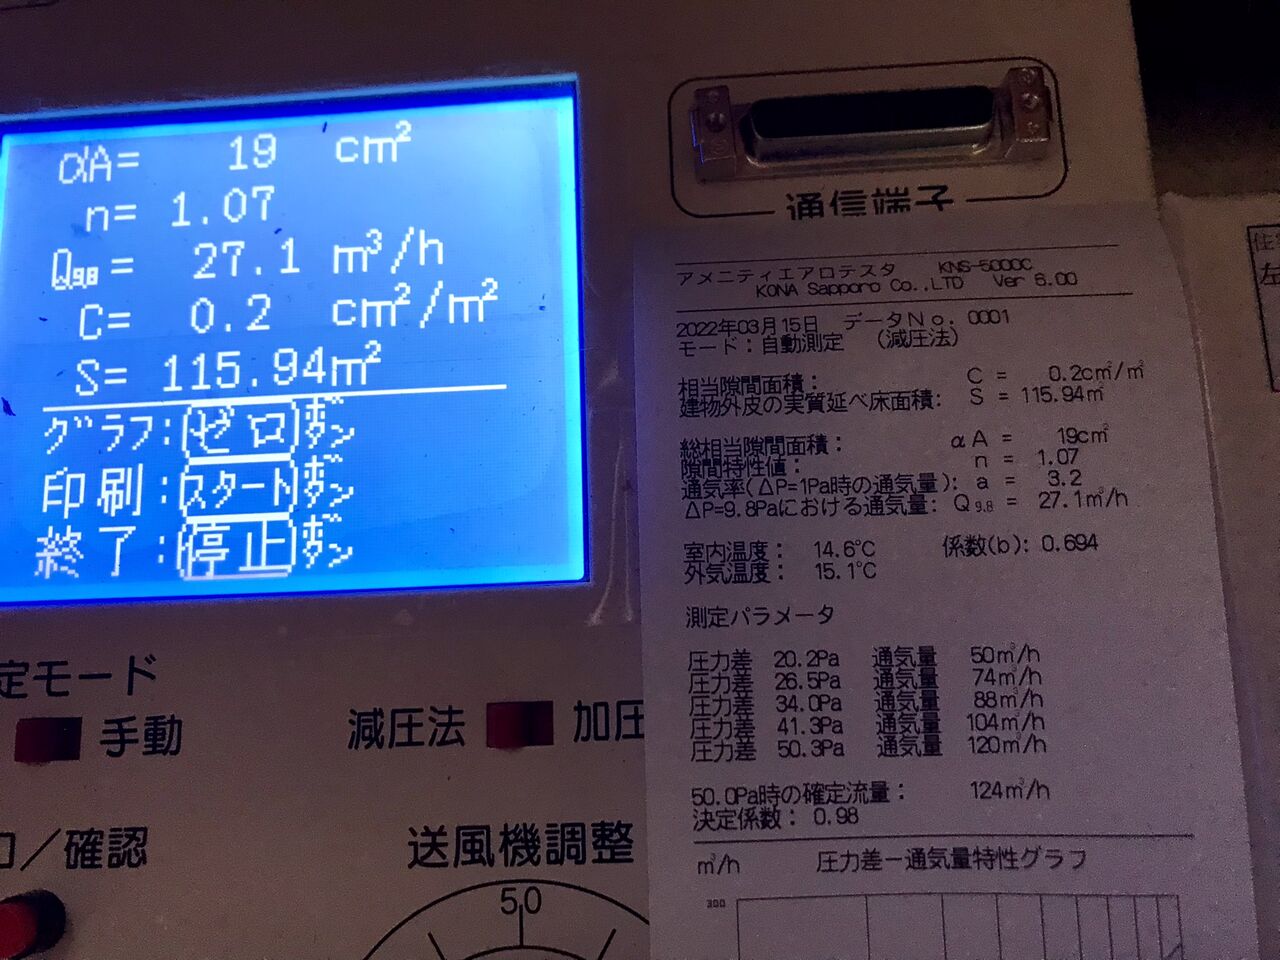 αA= 19 cm²
n= 1.07
Q9.8= 27.1 m³/h
C= 0.2 cm²/m²
S= 115.94m²
グラフ:ゼロボタン
印刷:スタートボタン
終了:停止ボタン
定モード
手動
減圧法
加圧
ロ/確認
送風機調整
50
通信端子
アメニティエアロテスタ KNS-5000C
KONA Sapporo Co.,LTD Ver 6.00
2022年03月15日 データNo. 0001
モード:自動測定 (減圧法)
相当隙間面積: C = 0.2c㎡/㎡
建物外皮の実質延べ床面積: S = 115.94㎡
総相当隙間面積: αA = 19c㎡
隙間特性値: n = 1.07
通気率(ΔP=1Pa時の通気量): a = 3.2
ΔP=9.8Paにおける通気量: Q9.8 = 27.1㎥/h
室内温度: 14.6℃ 係数(b): 0.694
外気温度: 15.1℃
測定パラメータ
圧力差 20.2Pa 通気量 50㎥/h
圧力差 26.5Pa 通気量 74㎥/h
圧力差 34.0Pa 通気量 88㎥/h
圧力差 41.3Pa 通気量 104㎥/h
圧力差 50.3Pa 通気量 120㎥/h
50.0Pa時の確定流量: 124㎥/h
決定係数: 0.98
㎥/h 圧力差-通気量特性グラフ
300
左